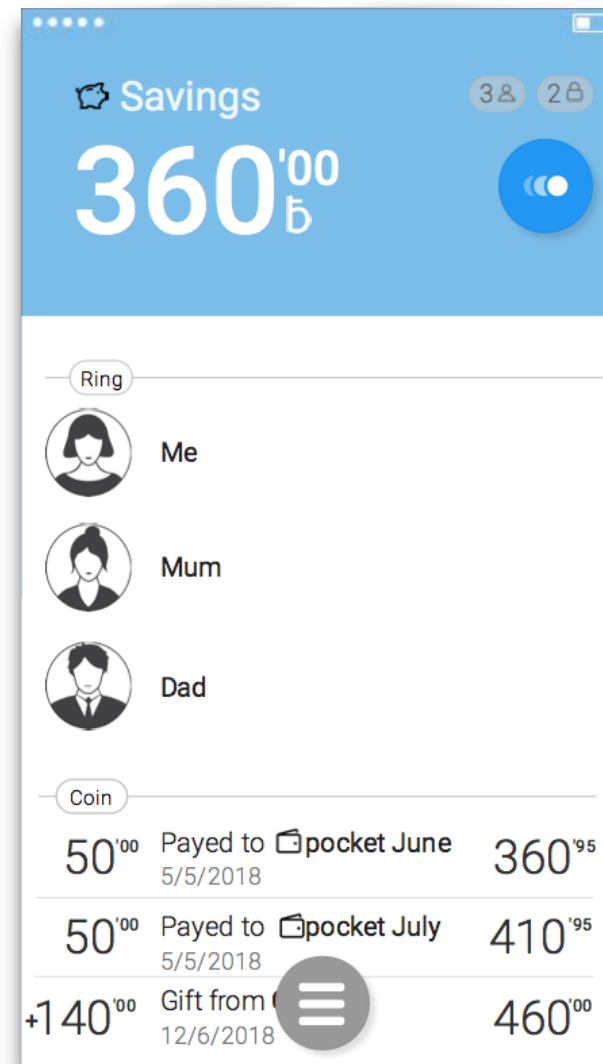 Savings
3 2
360'00
ƀ
Ring
Me
Mum
Dad
Coin
50'00 Payed to pocket June 360'95
5/5/2018
50'00 Payed to pocket July 410'95
5/5/2018
+140'00 Gift from 460'00
12/6/2018